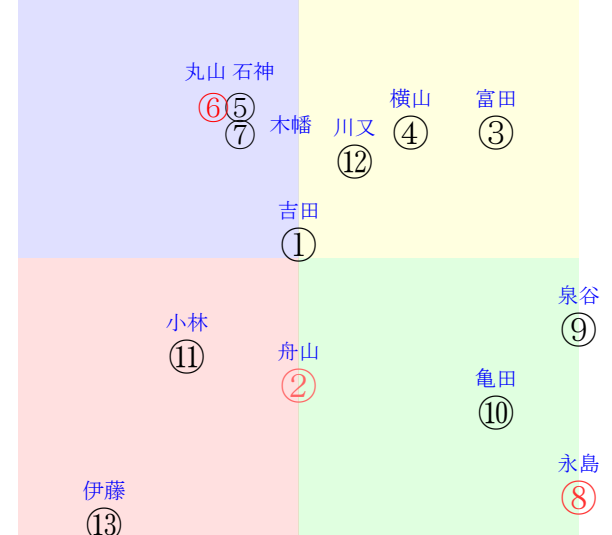 丸山 石神
⑥⑤
⑦
木幡
川又
⑫
横山
④
富田
③
吉田
①
泉谷
⑨
小林
⑪
舟山
②
亀田
⑩
永島
⑧
伊藤
⑬